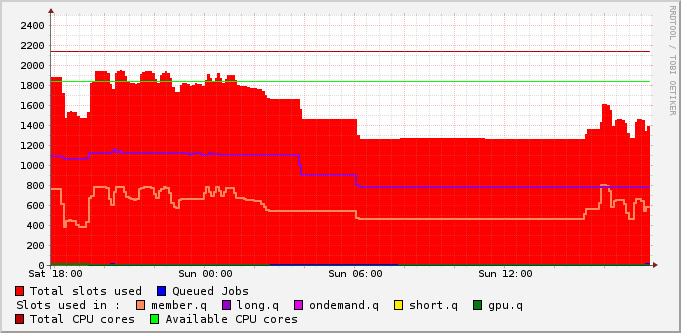 RRDTOOL / TOBI OETIKER
2400
2200
2000
1800
1600
1400
1200
1000
800
600
400
200
0
Sat 18:00 Sun 00:00 Sun 06:00 Sun 12:00
Total slots used Queued Jobs
Slots used in : member.q long.q ondemand.q short.q gpu.q
Total CPU cores Available CPU cores